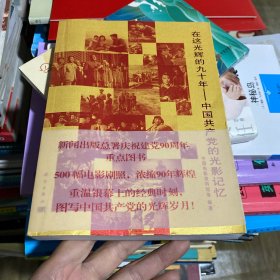 在这光辉的九十年——中国共产党的光影记忆
新闻出版总署庆祝建党90周年
重点图书
500幅电影剧照,浓缩90年辉煌
重温银幕上的经典时刻,
图写中国共产党的光辉岁月!